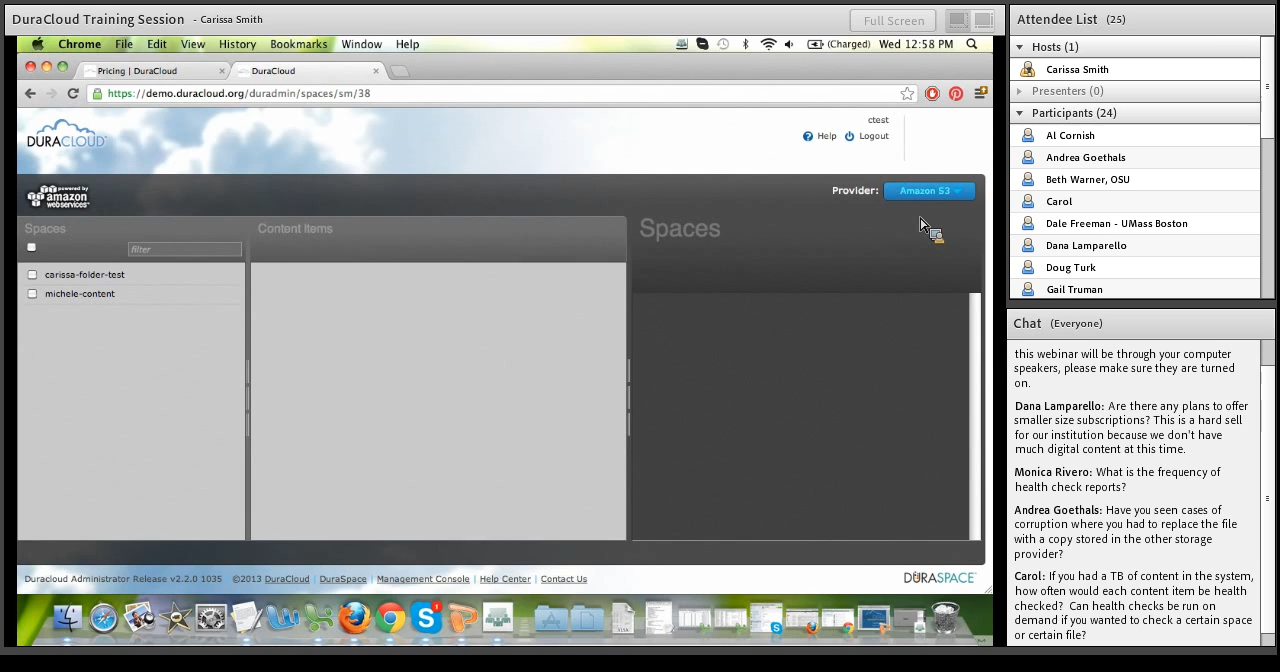 DuraCloud Training Session - Carissa Smith
Full Screen
Chrome File Edit View History Bookmarks Window Help
(Charged) Wed 12:58 PM
Pricing | DuraCloud
DuraCloud
https://demo.duracloud.org/duradmin/spaces/sm/38
DURACLOUD
ctest
Help Logout
powered by
amazon
webservices
Provider: Amazon S3
Spaces
filter
carissa-folder-test
michele-content
Content Items
Spaces
Duracloud Administrator Release v2.2.0 1035 ©2013 DuraCloud | DuraSpace | Management Console | Help Center | Contact Us
DURASPACE
Attendee List (25)
Hosts (1)
Carissa Smith
Presenters (0)
Participants (24)
Al Cornish
Andrea Goethals
Beth Warner, OSU
Carol
Dale Freeman - UMass Boston
Dana Lamparello
Doug Turk
Gail Truman
Chat (Everyone)
this webinar will be through your computer
speakers, please make sure they are turned
on.
Dana Lamparello: Are there any plans to offer
smaller size subscriptions? This is a hard sell
for our institution because we don't have
much digital content at this time.
Monica Rivero: What is the frequency of
health check reports?
Andrea Goethals: Have you seen cases of
corruption where you had to replace the file
with a copy stored in the other storage
provider?
Carol: If you had a TB of content in the system,
how often would each content item be health
checked? Can health checks be run on
demand if you wanted to check a certain space
or certain file?